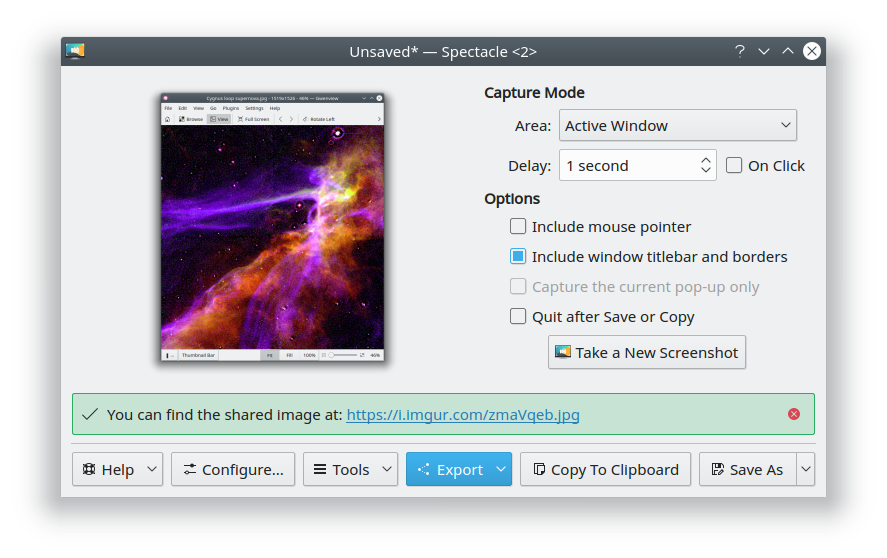 Unsaved* — Spectacle <2>
Cygnus loop supernova.jpg - 1519x1526 - 46% — Gwenview
File Edit View Go Plugins Settings Help
Browse View Full Screen Rotate Left
Thumbnail Bar Fit Fill 100% 46%
Capture Mode
Area: Active Window
Delay: 1 second On Click
Options
Include mouse pointer
Include window titlebar and borders
Capture the current pop-up only
Quit after Save or Copy
Take a New Screenshot
You can find the shared image at: https://i.imgur.com/zmaVqeb.jpg
Help Configure... Tools Export Copy To Clipboard Save As